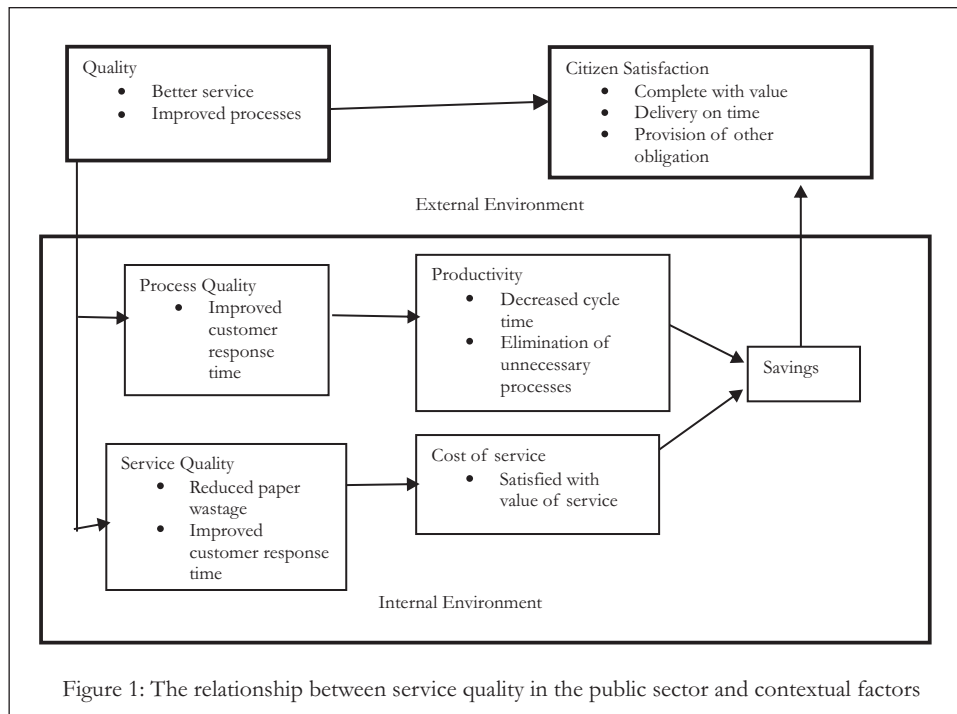 Quality
• Better service
• Improved processes
Citizen Satisfaction
• Complete with value
• Delivery on time
• Provision of other
obligation
External Environment
Process Quality
• Improved
customer
response
time
Productivity
• Decreased cycle
time
• Elimination of
unnecessary
processes
Savings
Service Quality
• Reduced paper
wastage
• Improved
customer response
time
Cost of service
• Satisfied with
value of service
Internal Environment
Figure 1: The relationship between service quality in the public sector and contextual factors